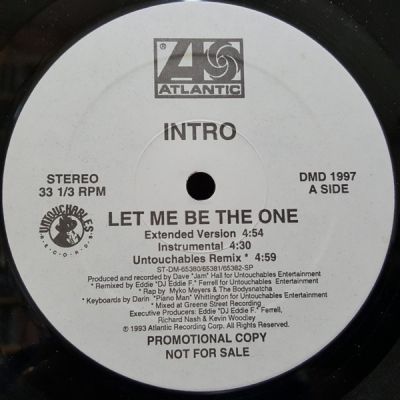 ATLANTIC
INTRO
STEREO
33 1/3 RPM
DMD 1997
A SIDE
UNTOUCHABLES
RECORDS
LET ME BE THE ONE
Extended Version 4:54
Instrumental 4:30
Untouchables Remix * 4:59
ST-DM-65380/65381/65382-SP
Produced and recorded by Dave "Jam" Hall for Untouchables Entertainment
* Remixed by Eddie "DJ Eddie F." Ferrell for Untouchables Entertainment
* Rap by Myko Meyers & The Bodysnatcha
* Keyboards by Darin "Piano Man" Whittington for Untouchables Entertainment
* Mixed at Greene Street Recording
Executive Producers: Eddie "DJ Eddie F." Ferrell,
Richard Nash & Kevin Woodley
℗ 1993 Atlantic Recording Corp. All Rights Reserved.
PROMOTIONAL COPY
NOT FOR SALE